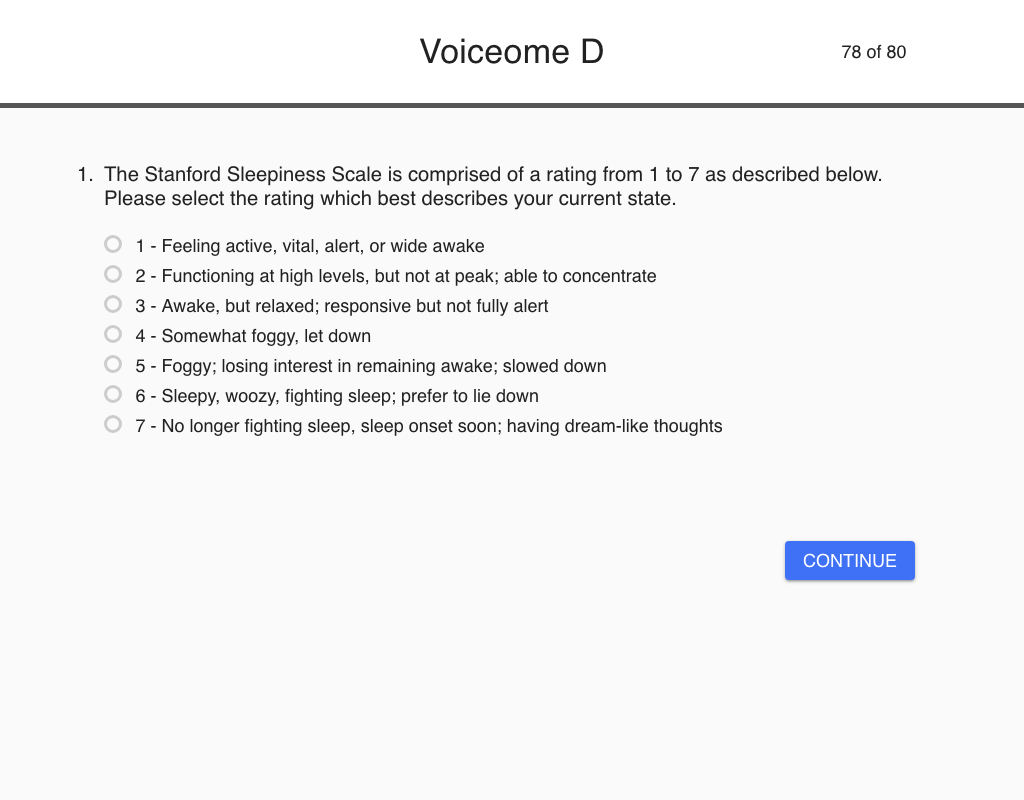 Voiceome D
78 of 80
1. The Stanford Sleepiness Scale is comprised of a rating from 1 to 7 as described below.
Please select the rating which best describes your current state.
1 - Feeling active, vital, alert, or wide awake
2 - Functioning at high levels, but not at peak; able to concentrate
3 - Awake, but relaxed; responsive but not fully alert
4 - Somewhat foggy, let down
5 - Foggy; losing interest in remaining awake; slowed down
6 - Sleepy, woozy, fighting sleep; prefer to lie down
7 - No longer fighting sleep, sleep onset soon; having dream-like thoughts
CONTINUE